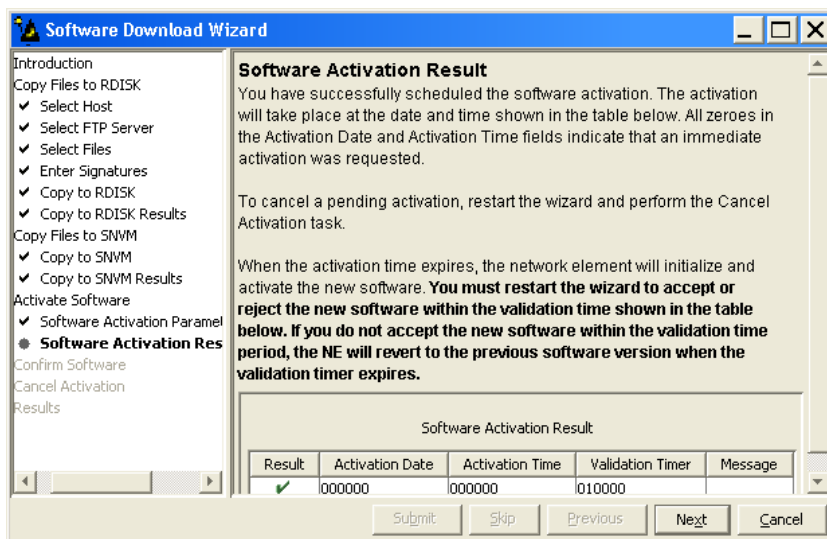 Software Download Wizard
Introduction
Copy Files to RDISK
Select Host
Select FTP Server
Select Files
Enter Signatures
Copy to RDISK
Copy to RDISK Results
Copy Files to SNVM
Copy to SNVM
Copy to SNVM Results
Activate Software
Software Activation Paramet
Software Activation Res
Confirm Software
Cancel Activation
Results
Software Activation Result
You have successfully scheduled the software activation. The activation
will take place at the date and time shown in the table below. All zeroes in
the Activation Date and Activation Time fields indicate that an immediate
activation was requested.
To cancel a pending activation, restart the wizard and perform the Cancel
Activation task.
When the activation time expires, the network element will initialize and
activate the new software. You must restart the wizard to accept or
reject the new software within the validation time shown in the table
below. If you do not accept the new software within the validation time
period, the NE will revert to the previous software version when the
validation timer expires.
Software Activation Result
Result Activation Date Activation Time Validation Timer Message
000000 000000 010000
Submit Skip Previous Next Cancel